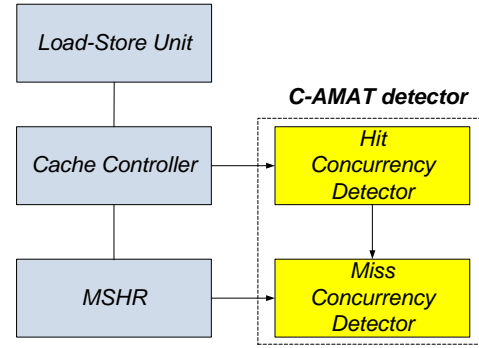 Load-Store Unit
C-AMAT detector
Cache Controller
Hit
Concurrency
Detector
MSHR
Miss
Concurrency
Detector